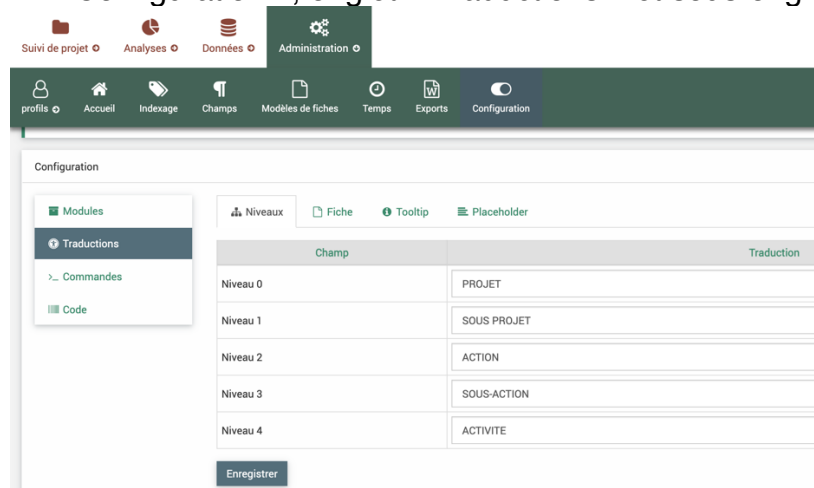 Suivi de projet
Analyses
Données
Administration
profils
Accueil
Indexage
Champs
Modèles de fiches
Temps
Exports
Configuration
Configuration
Modules
Traductions
>_ Commandes
Code
Niveaux
Fiche
Tooltip
Placeholder
Champ
Traduction
Niveau 0
PROJET
Niveau 1
SOUS PROJET
Niveau 2
ACTION
Niveau 3
SOUS-ACTION
Niveau 4
ACTIVITE
Enregistrer